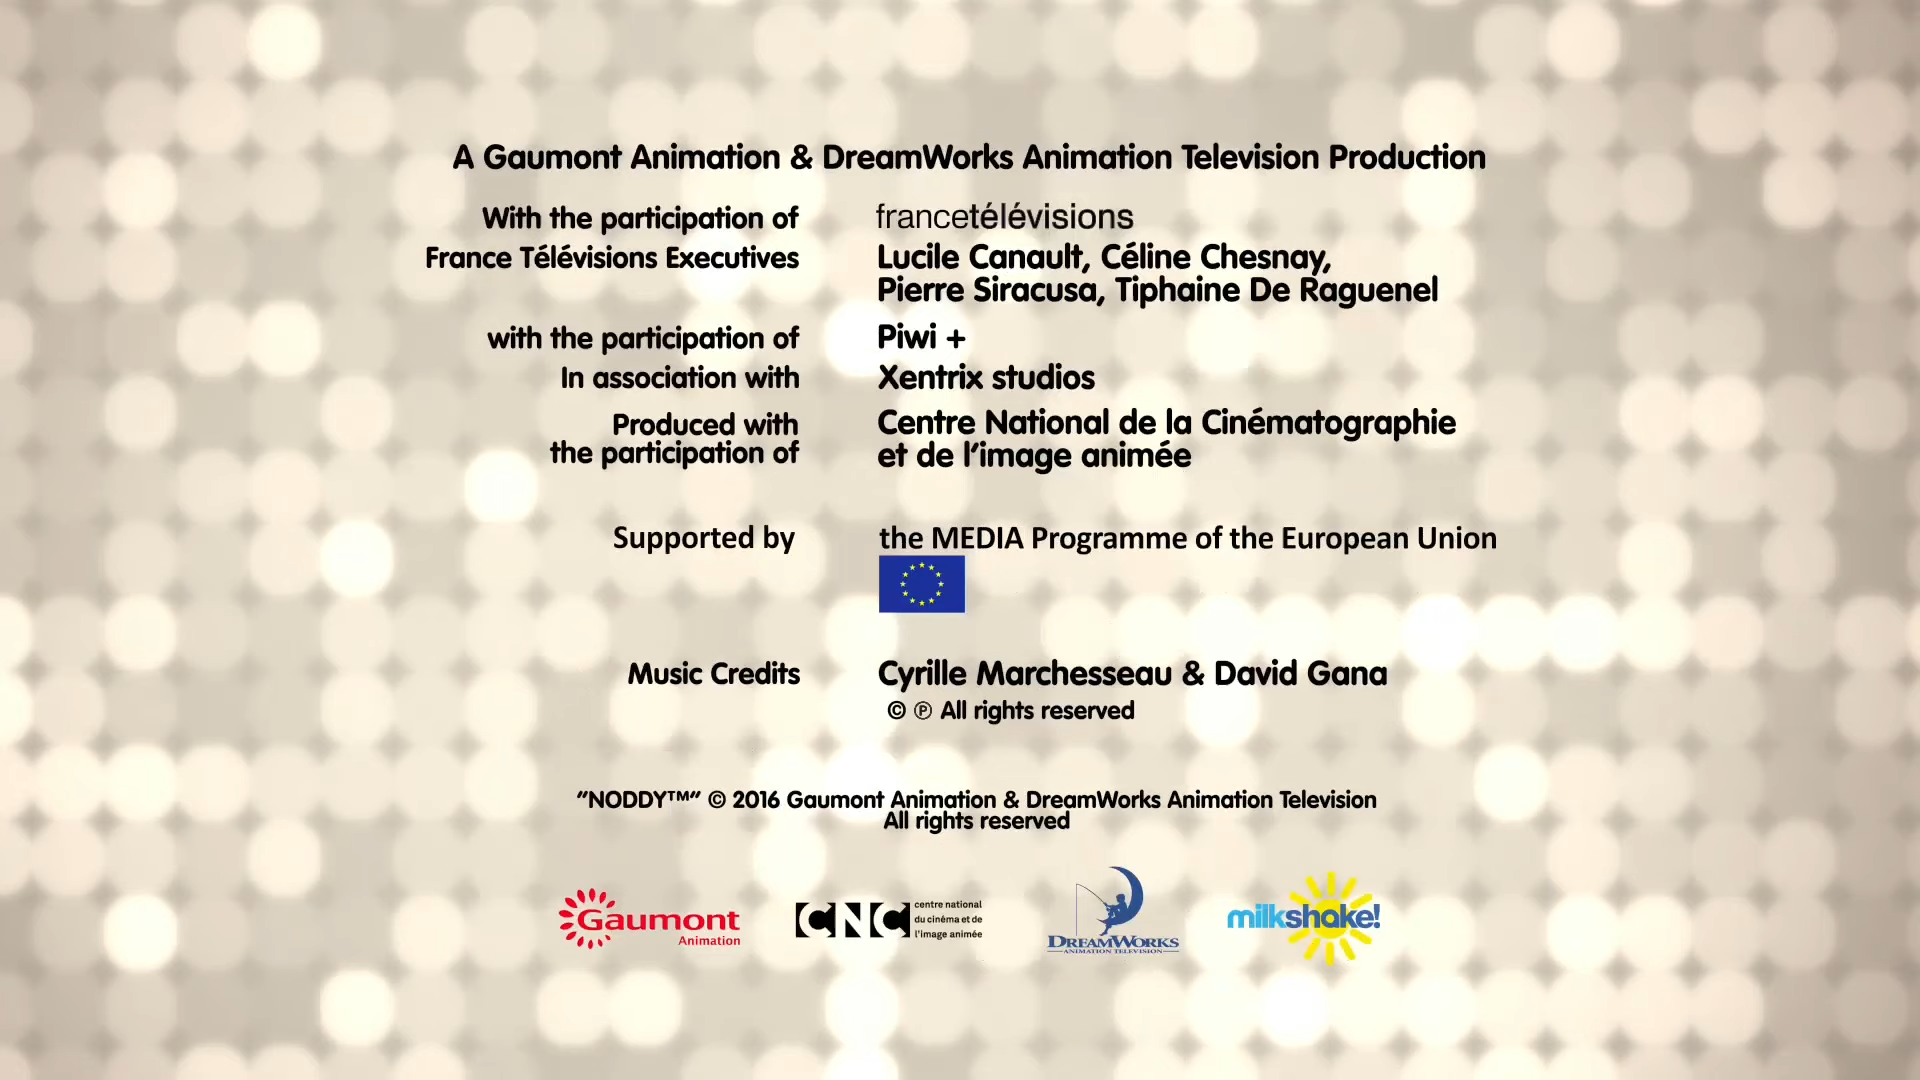 A Gaumont Animation & DreamWorks Animation Television Production
With the participation of francetélévisions
France Télévisions Executives Lucile Canault, Céline Chesnay,
Pierre Siracusa, Tiphaine De Raguenel
with the participation of Piwi +
In association with Xentrix studios
Produced with
the participation of
Centre National de la Cinématographie
et de l'image animée
Supported by the MEDIA Programme of the European Union
Music Credits Cyrille Marchesseau & David Gana
© ℗ All rights reserved
"NODDY™" © 2016 Gaumont Animation & DreamWorks Animation Television
All rights reserved
Gaumont
Animation
CNC
centre national
du cinéma et de
l'image animée
DREAMWORKS
ANIMATION TELEVISION
milkshake!